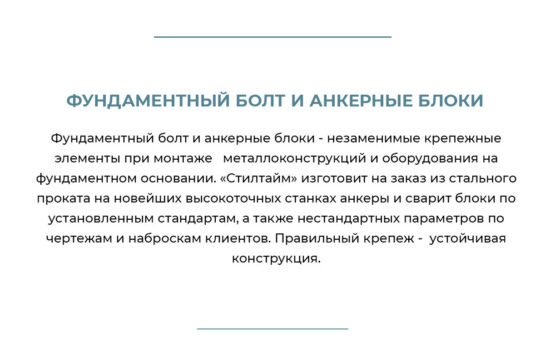 ФУНДАМЕНТНЫЙ БОЛТ И АНКЕРНЫЕ БЛОКИ
Фундаментный болт и анкерные блоки - незаменимые крепежные
элементы при монтаже металлоконструкций и оборудования на
фундаментном основании. «Стилтайм» изготовит на заказ из стального
проката на новейших высокоточных станках анкеры и сварит блоки по
установленным стандартам, а также нестандартных параметров по
чертежам и наброскам клиентов. Правильный крепеж - устойчивая
конструкция.